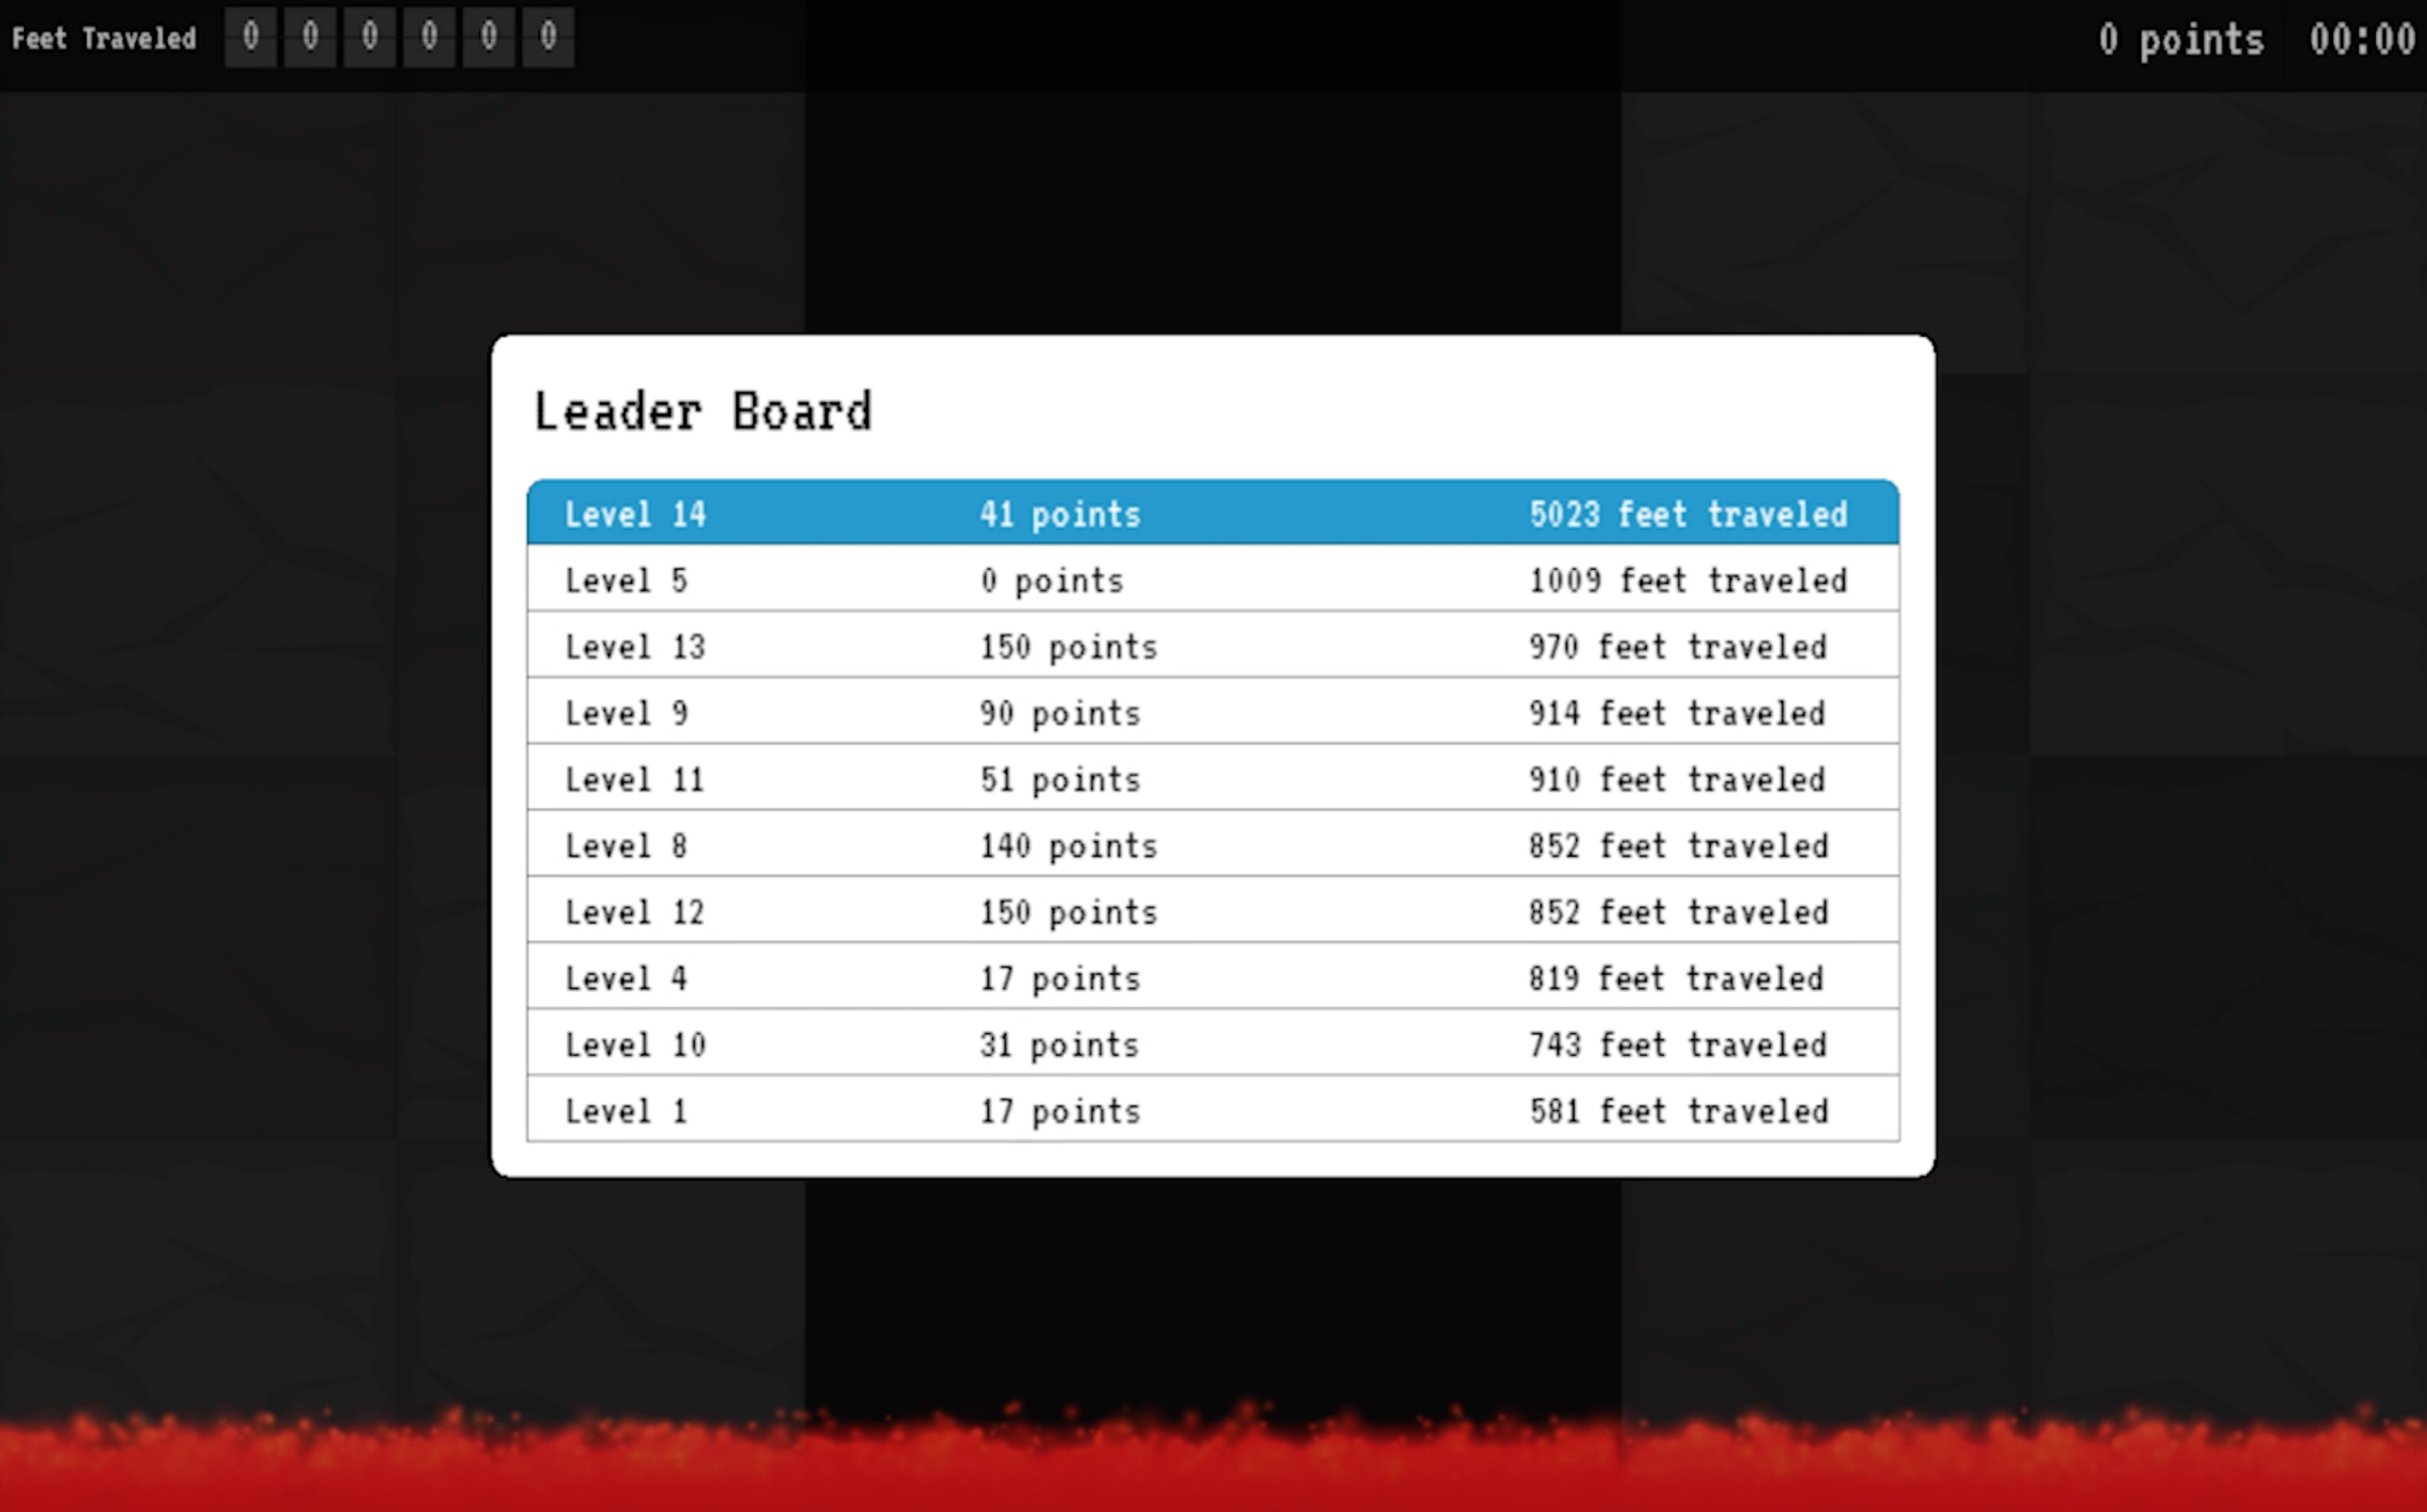 Feet Traveled 0 0 0 0 0 0 0 points 00:00
Leader Board
Level 14 41 points 5023 feet traveled
Level 5 0 points 1009 feet traveled
Level 13 150 points 970 feet traveled
Level 9 90 points 914 feet traveled
Level 11 51 points 910 feet traveled
Level 8 140 points 852 feet traveled
Level 12 150 points 852 feet traveled
Level 4 17 points 819 feet traveled
Level 10 31 points 743 feet traveled
Level 1 17 points 581 feet traveled